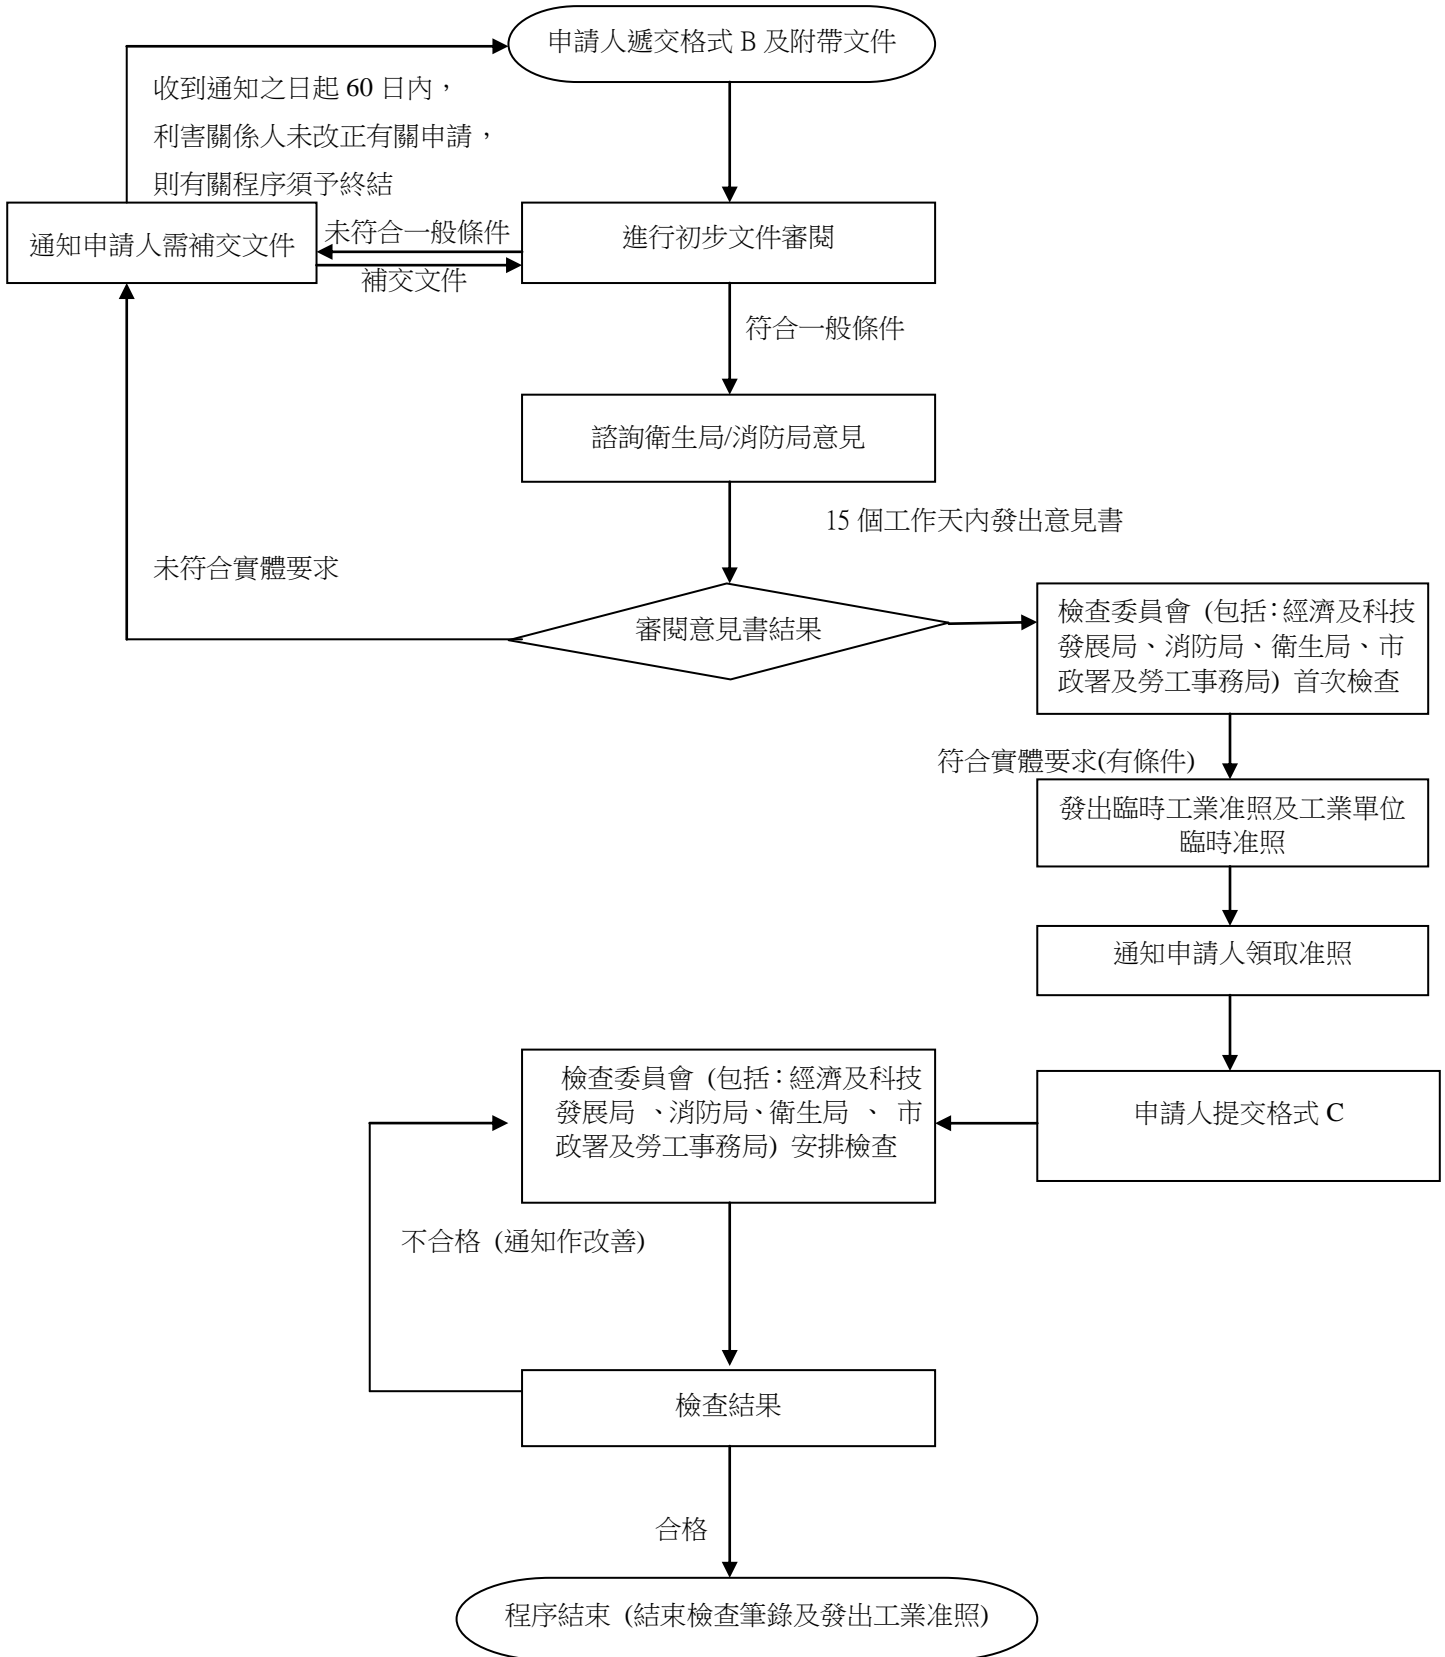 申請人遞交格式 B 及附帶文件
收到通知之日起 60 日內，
利害關係人未改正有關申請，
則有關程序須予終結
通知申請人需補交文件
未符合一般條件
補交文件
進行初步文件審閱
符合一般條件
諮詢衛生局/消防局意見
15 個工作天內發出意見書
未符合實體要求
審閱意見書結果
檢查委員會 (包括：經濟及科技
發展局、消防局、衛生局、市
政署及勞工事務局) 首次檢查
符合實體要求(有條件)
發出臨時工業准照及工業單位
臨時准照
通知申請人領取准照
申請人提交格式 C
檢查委員會 (包括：經濟及科技
發展局 、消防局、衛生局 、 市
政署及勞工事務局) 安排檢查
不合格 (通知作改善)
檢查結果
合格
程序結束 (結束檢查筆錄及發出工業准照)